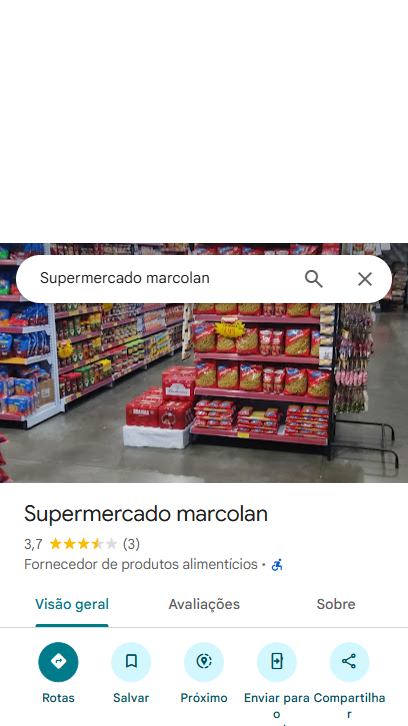 Supermercado marcolan
Supermercado marcolan
3,7 (3)
Fornecedor de produtos alimentícios ·
Visão geral Avaliações Sobre
Rotas Salvar Próximo Enviar para o Compartilhar